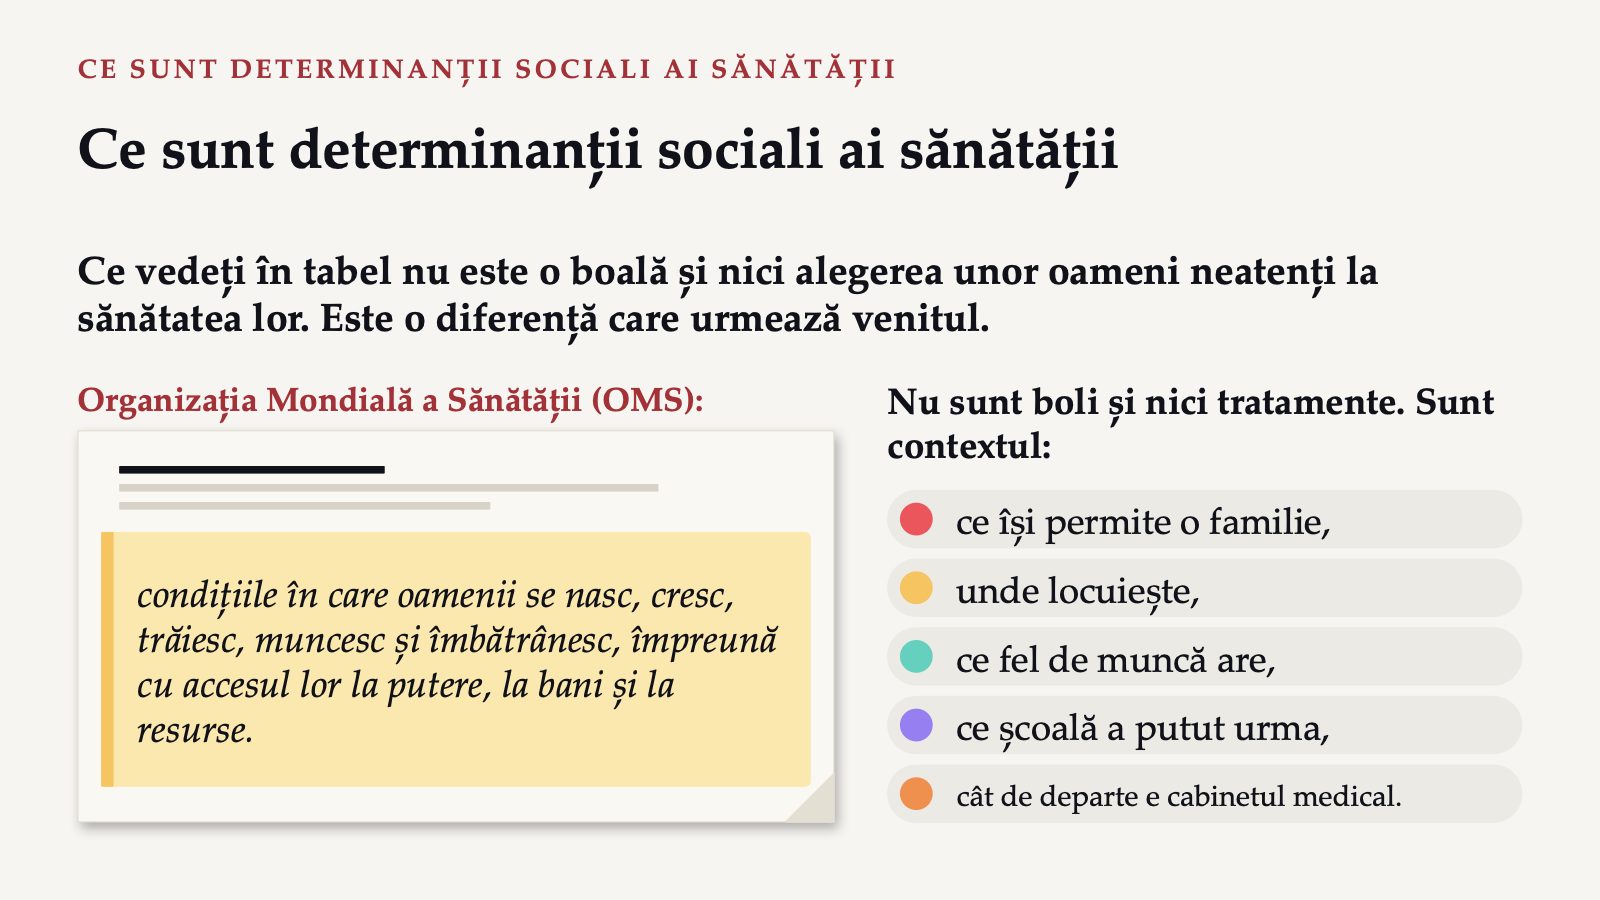 CE SUNT DETERMINANȚII SOCIALI AI SĂNĂTĂȚII
Ce sunt determinanții sociali ai sănătății
Ce vedeți în tabel nu este o boală și nici alegerea unor oameni neatenți la
sănătatea lor. Este o diferență care urmează venitul.
Organizația Mondială a Sănătății (OMS):
condițiile în care oamenii se nasc, cresc,
trăiesc, muncesc și îmbătrânesc, împreună
cu accesul lor la putere, la bani și la
resurse.
Nu sunt boli și nici tratamente. Sunt
contextul:
ce își permite o familie,
unde locuiește,
ce fel de muncă are,
ce școală a putut urma,
cât de departe e cabinetul medical.